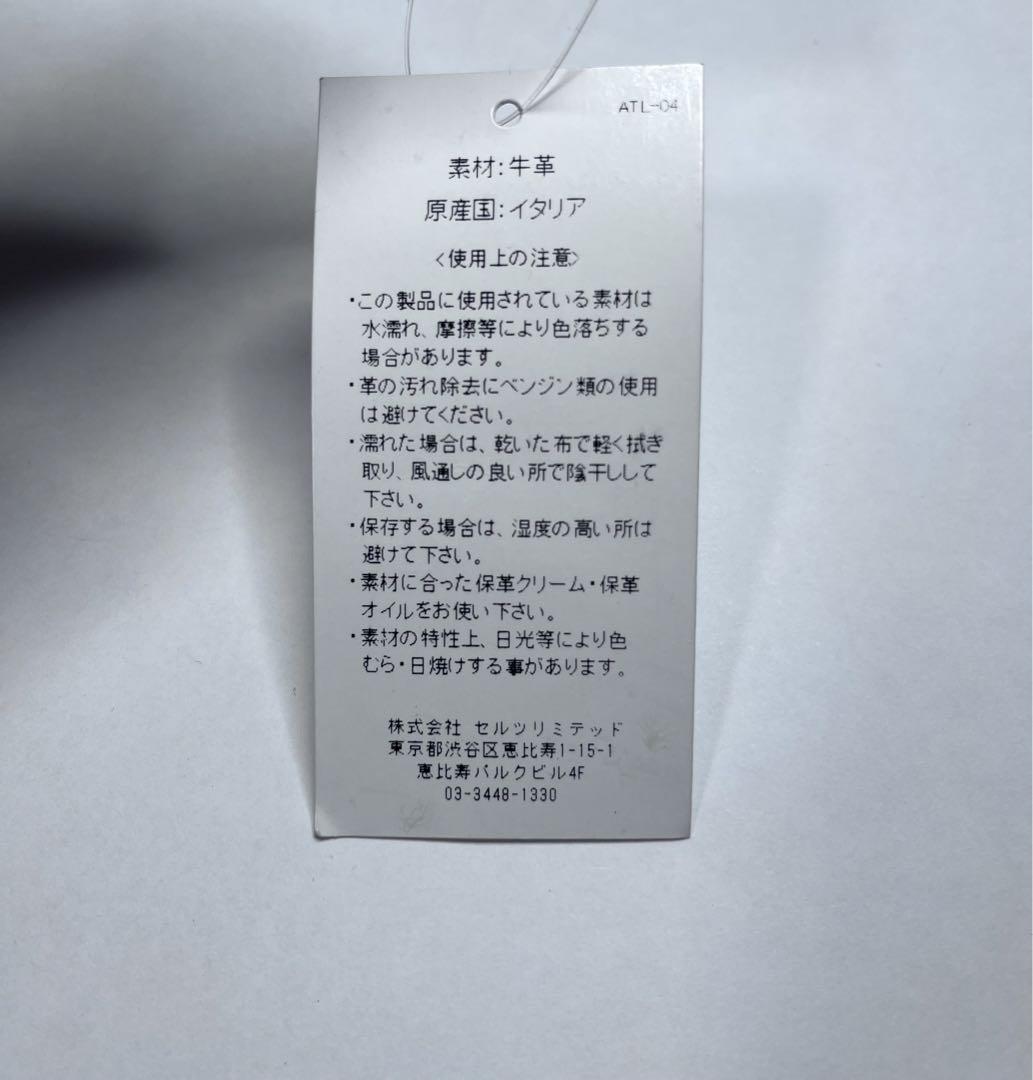 ATL-04
素材:牛革
原産国:イタリア
<使用上の注意>
・この製品に使用されている素材は
水濡れ、摩擦等により色落ちする
場合があります。
・革の汚れ除去にベンジン類の使用
は避けてください。
・濡れた場合は、乾いた布で軽く拭き
取り、風通しの良い所で陰干しして
下さい。
・保存する場合は、湿度の高い所は
避けて下さい。
・素材に合った保革クリーム・保革
オイルをお使い下さい。
・素材の特性上、日光等により色
むら・日焼けする事があります。
株式会社 セルツリミテッド
東京都渋谷区恵比寿1-15-1
恵比寿パルクビル4F
03-3448-1330